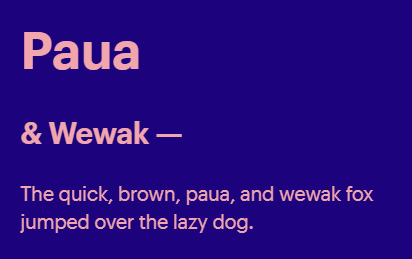 Paua
& Wewak —
The quick, brown, paua, and wewak fox
jumped over the lazy dog.